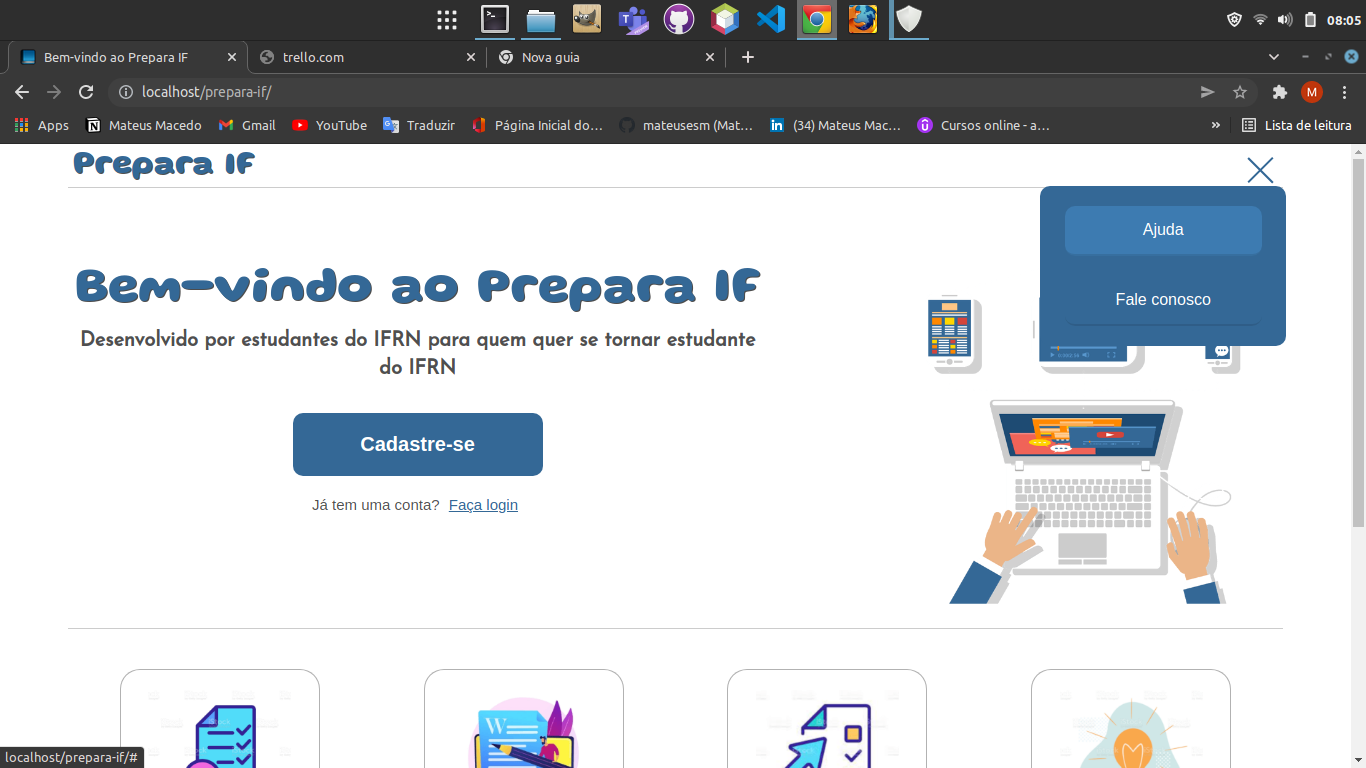 08:05
Bem-vindo ao Prepara IF
trello.com
Nova guia
localhost/prepara-if/
M
Apps
Mateus Macedo
Gmail
YouTube
Traduzir
Página Inicial do...
mateusesm (Mat...
(34) Mateus Mac...
Cursos online - a...
»
Lista de leitura
Prepara IF
Ajuda
Fale conosco
Bem-vindo ao Prepara IF
Desenvolvido por estudantes do IFRN para quem quer se tornar estudante
do IFRN
Cadastre-se
Já tem uma conta? Faça login
W
localhost/prepara-if/#